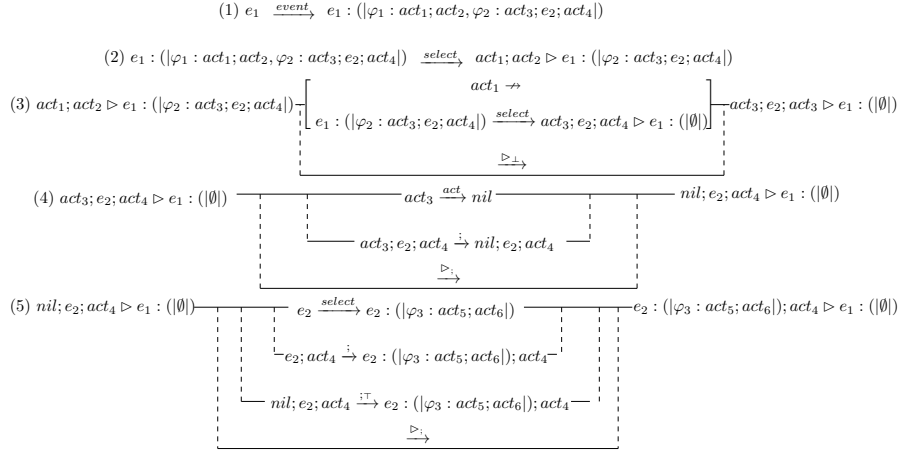 (1) e₁ —event→ e₁ : (|φ₁ : act₁; act₂, φ₂ : act₃; e₂; act₄|)
(2) e₁ : (|φ₁ : act₁; act₂, φ₂ : act₃; e₂; act₄|) —select→ act₁; act₂ ▷ e₁ : (|φ₂ : act₃; e₂; act₄|)
act₁ ↛
(3) act₁; act₂ ▷ e₁ : (|φ₂ : act₃; e₂; act₄|) act₃; e₂; act₃ ▷ e₁ : (|∅|)
e₁ : (|φ₂ : act₃; e₂; act₄|) —select→ act₃; e₂; act₄ ▷ e₁ : (|∅|)
—▷⊥→
(4) act₃; e₂; act₄ ▷ e₁ : (|∅|) act₃ —act→ nil nil; e₂; act₄ ▷ e₁ : (|∅|)
act₃; e₂; act₄ —;→ nil; e₂; act₄
—▷;→
(5) nil; e₂; act₄ ▷ e₁ : (|∅|) e₂ —select→ e₂ : (|φ₃ : act₅; act₆|) e₂ : (|φ₃ : act₅; act₆|); act₄ ▷ e₁ : (|∅|)
e₂; act₄ —;→ e₂ : (|φ₃ : act₅; act₆|); act₄
nil; e₂; act₄ —;⊤→ e₂ : (|φ₃ : act₅; act₆|); act₄
—▷;→